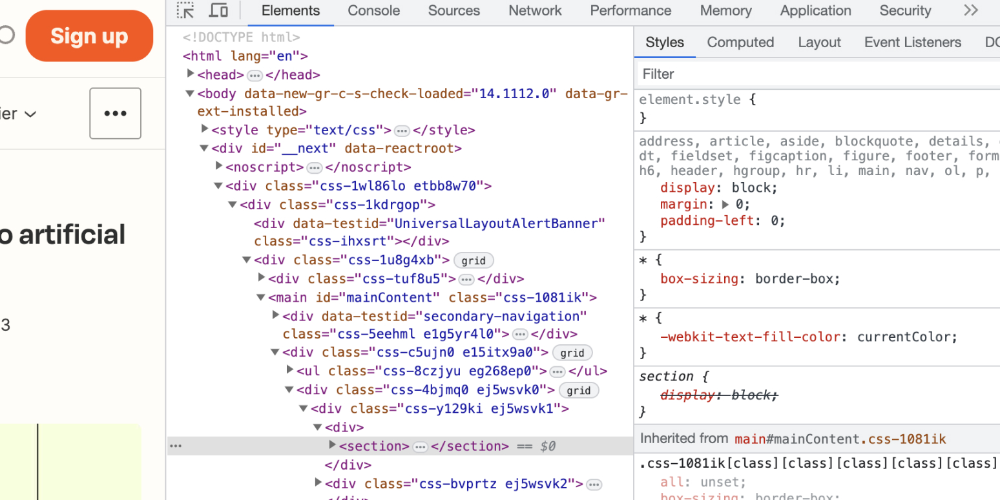 Sign up
ier
•••
o artificial
3
Elements Console Sources Network Performance Memory Application Security
<!DOCTYPE html>
<html lang="en">
<head> ••• </head>
<body data-new-gr-c-s-check-loaded="14.1112.0" data-gr-
ext-installed>
<style type="text/css"> ••• </style>
<div id="__next" data-reactroot>
<noscript> ••• </noscript>
<div class="css-1wl86lo etbb8w70">
<div class="css-1kdrgop">
<div data-testid="UniversalLayoutAlertBanner"
class="css-ihxsrt"></div>
<div class="css-1u8g4xb"> grid
<div class="css-tuf8u5"> ••• </div>
<main id="mainContent" class="css-1081ik">
<div data-testid="secondary-navigation"
class="css-5eehml e1g5yr4l0"> ••• </div>
<div class="css-c5ujn0 e15itx9a0"> grid
<ul class="css-8czjyu eg268ep0"> ••• </ul>
<div class="css-4bjmq0 ej5wsvk0"> grid
<div class="css-y129ki ej5wsvk1">
<div>
••• <section> ••• </section> == $0
</div>
<div class="css-bvprtz ej5wsvk2"> •••
</div>
Styles Computed Layout Event Listeners DO
Filter
element.style {
}
address, article, aside, blockquote, details,
dt, fieldset, figcaption, figure, footer, form
h6, header, hgroup, hr, li, main, nav, ol, p,
display: block;
margin: ▶ 0;
padding-left: 0;
}
* {
box-sizing: border-box;
}
* {
-webkit-text-fill-color: currentColor;
}
section {
display: block;
}
Inherited from main#mainContent.css-1081ik
.css-1081ik[class][class][class][class][class]
all: unset;
box-sizing: border-box;